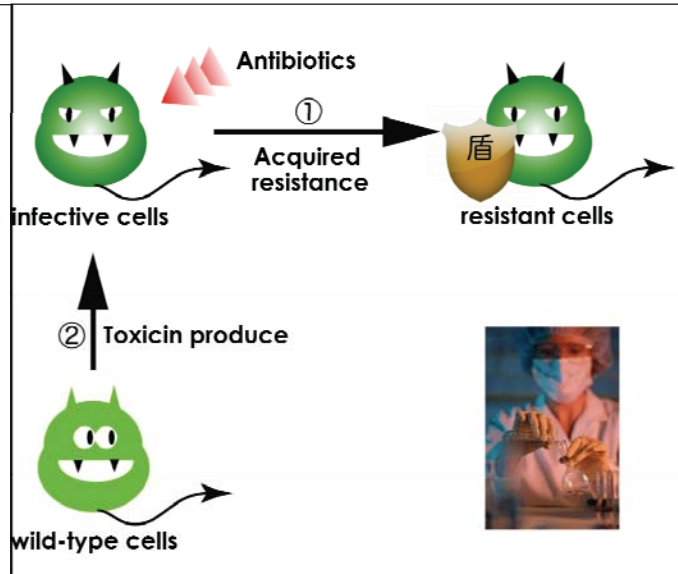 Antibiotics
①
Acquired
resistance
盾
infective cells
resistant cells
② Toxicin produce
wild-type cells